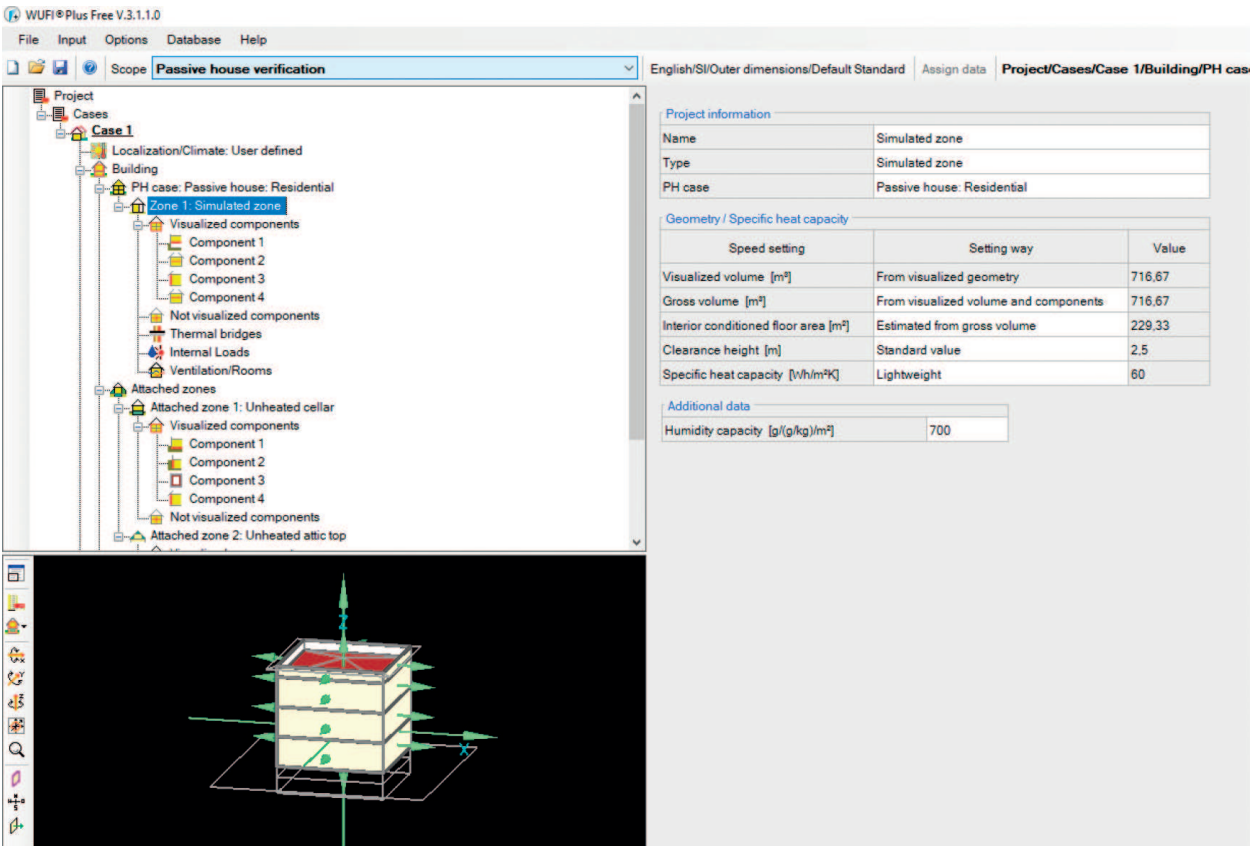 WUFI®Plus Free V.3.1.1.0
File Input Options Database Help
Scope Passive house verification English/SI/Outer dimensions/Default Standard Assign data Project/Cases/Case 1/Building/PH cas
Project
Cases
Case 1
Localization/Climate: User defined
Building
PH case: Passive house: Residential
Zone 1: Simulated zone
Visualized components
Component 1
Component 2
Component 3
Component 4
Not visualized components
Thermal bridges
Internal Loads
Ventilation/Rooms
Attached zones
Attached zone 1: Unheated cellar
Visualized components
Component 1
Component 2
Component 3
Component 4
Not visualized components
Attached zone 2: Unheated attic top
Project information
Name Simulated zone
Type Simulated zone
PH case Passive house: Residential
Geometry / Specific heat capacity
Speed setting Setting way Value
Visualized volume [m³] From visualized geometry 716,67
Gross volume [m³] From visualized volume and components 716,67
Interior conditioned floor area [m²] Estimated from gross volume 229,33
Clearance height [m] Standard value 2,5
Specific heat capacity [Wh/m²K] Lightweight 60
Additional data
Humidity capacity [g/(g/kg)/m²] 700
Z
X